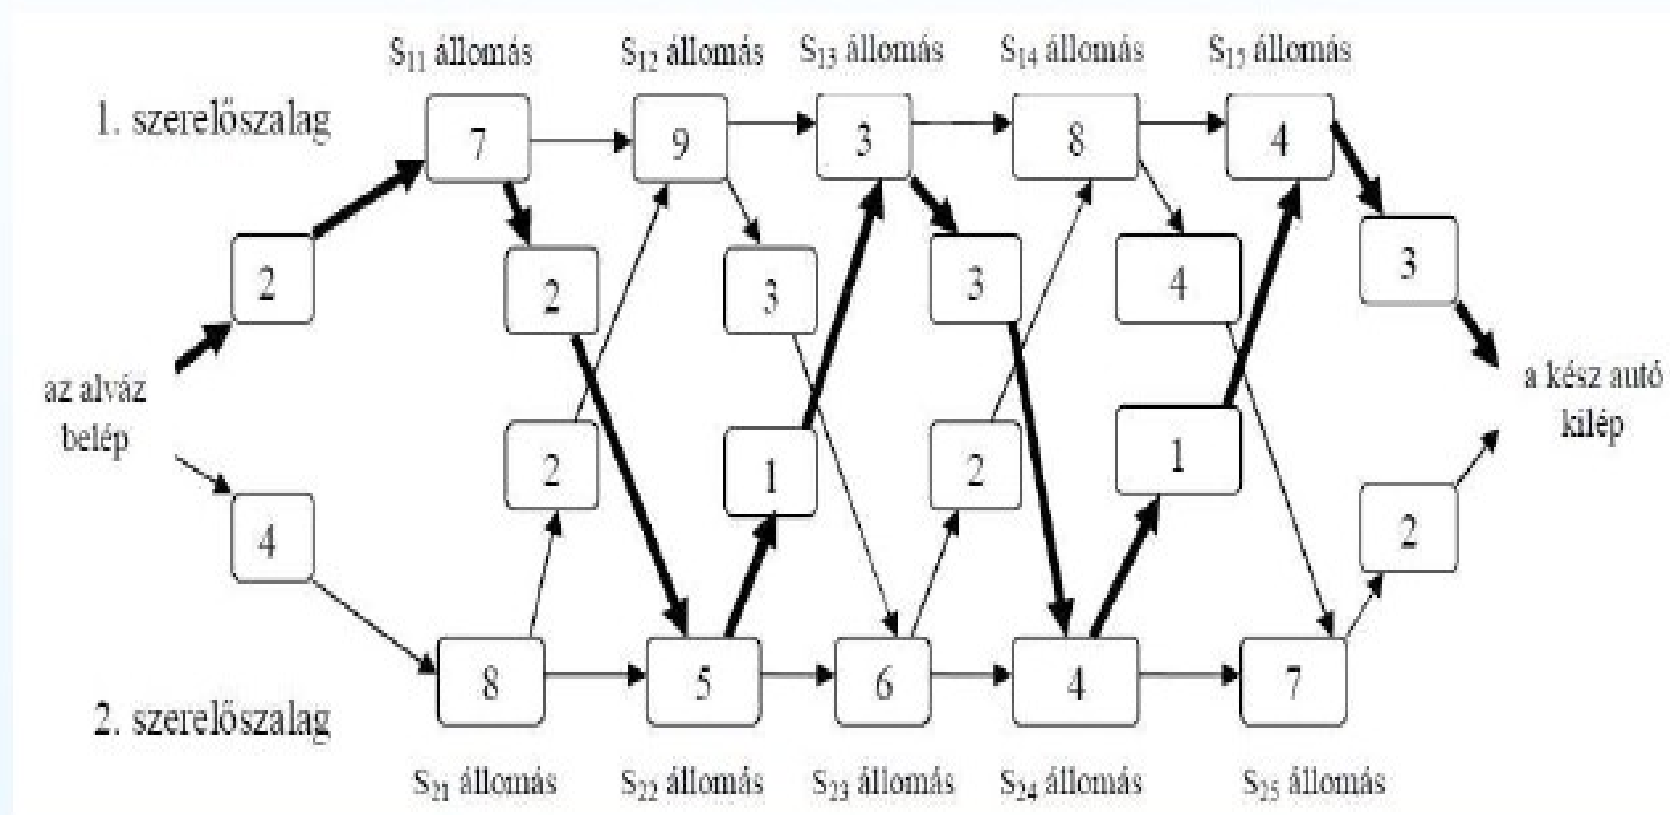 S11 állomás S12 állomás S13 állomás S14 állomás S15 állomás
1. szerelőszalag
7 9 3 8 4
2 2 3 3 4 3
az alváz
belép
a kész autó
kilép
2 1 2 1
4 2
8 5 6 4 7
2. szerelőszalag
S21 állomás S22 állomás S23 állomás S24 állomás S25 állomás